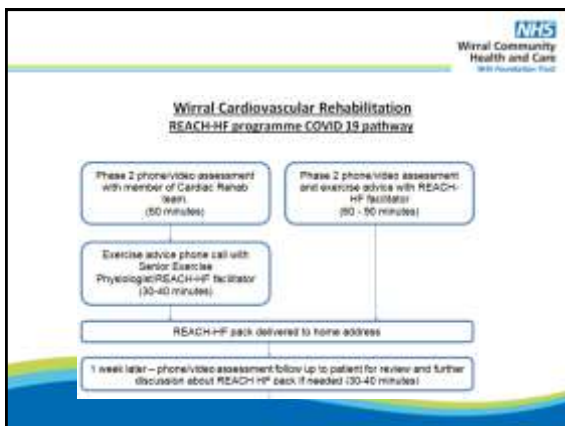 NHS
Wirral Community
Health and Care
NHS Foundation Trust
Wirral Cardiovascular Rehabilitation
REACH-HF programme COVID 19 pathway
Phase 2 phone/video assessment
with member of Cardiac Rehab
team.
(60 minutes)
Phase 2 phone/video assessment
and exercise advice with REACH-
HF facilitator
(60 - 90 minutes)
Exercise advice phone call with
Senior Exercise
Physiologist/REACH-HF facilitator
(30-40 minutes)
REACH-HF pack delivered to home address
1 week later – phone/video assessment follow up to patient for review and further
discussion about REACH HF pack if needed (30-40 minutes)